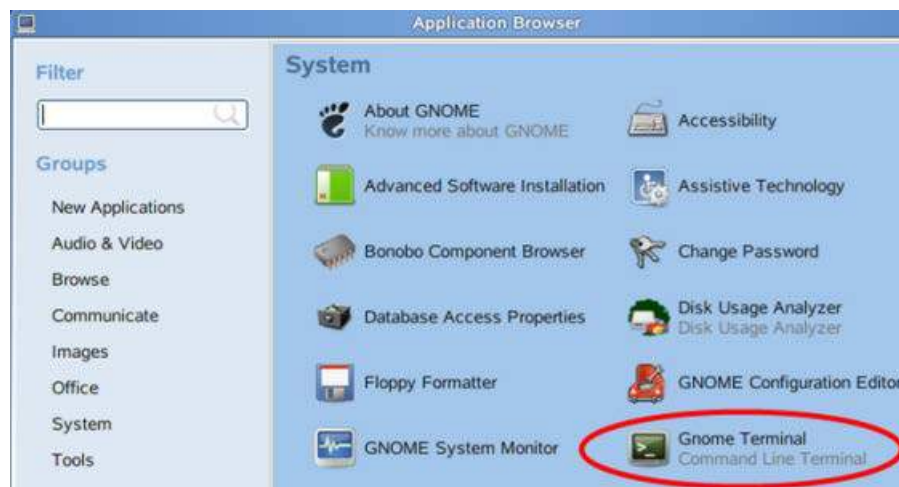 Application Browser
Filter
Groups
New Applications
Audio & Video
Browse
Communicate
Images
Office
System
Tools
System
About GNOME
Know more about GNOME
Accessibility
Advanced Software Installation
Assistive Technology
Bonobo Component Browser
Change Password
Database Access Properties
Disk Usage Analyzer
Disk Usage Analyzer
Floppy Formatter
GNOME Configuration Editor
GNOME System Monitor
Gnome Terminal
Command Line Terminal